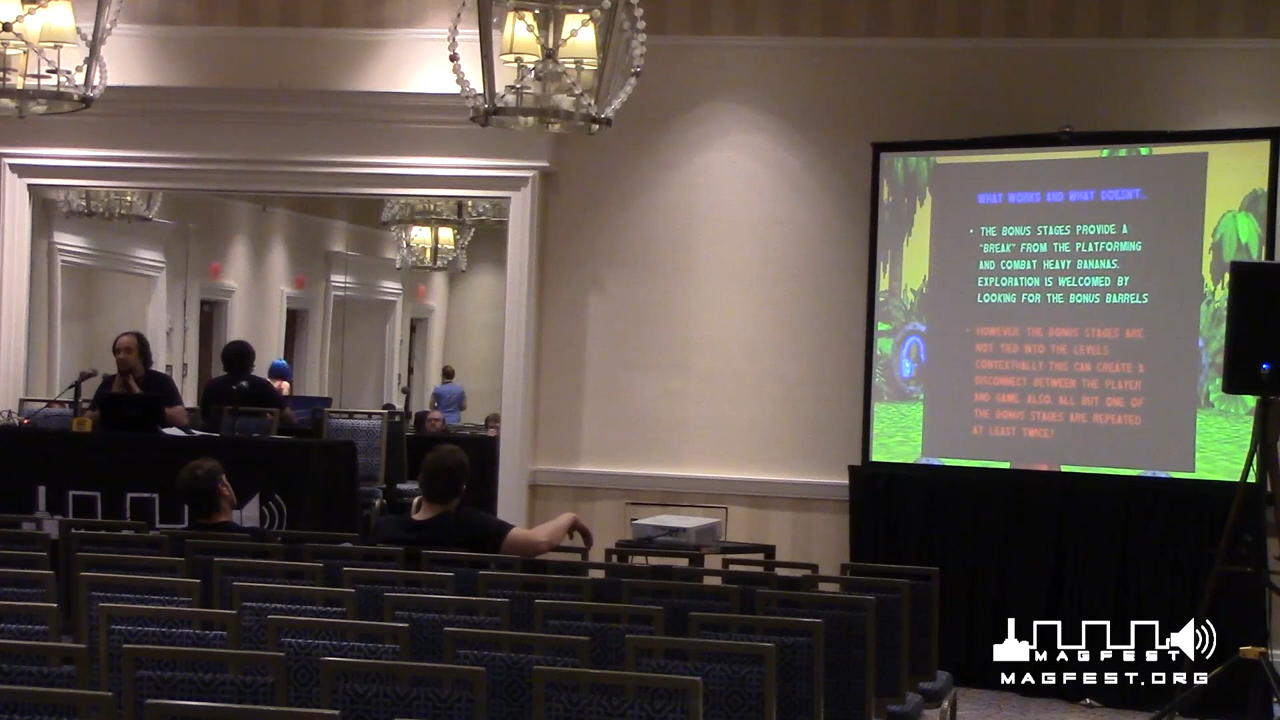 WHAT WORKS AND WHAT DOESN'T...
• THE BONUS STAGES PROVIDE A
"BREAK" FROM THE PLATFORMING
AND COMBAT HEAVY BANANAS.
EXPLORATION IS WELCOMED BY
LOOKING FOR THE BONUS BARRELS
• HOWEVER THE BONUS STAGES ARE
NOT TIED INTO THE LEVELS
CONTEXTUALLY THIS CAN CREATE A
DISCONNECT BETWEEN THE PLAYER
AND GAME. ALSO, ALL BUT ONE OF
THE BONUS STAGES ARE REPEATED
AT LEAST TWICE!
MAGFEST
MAGFEST.ORG